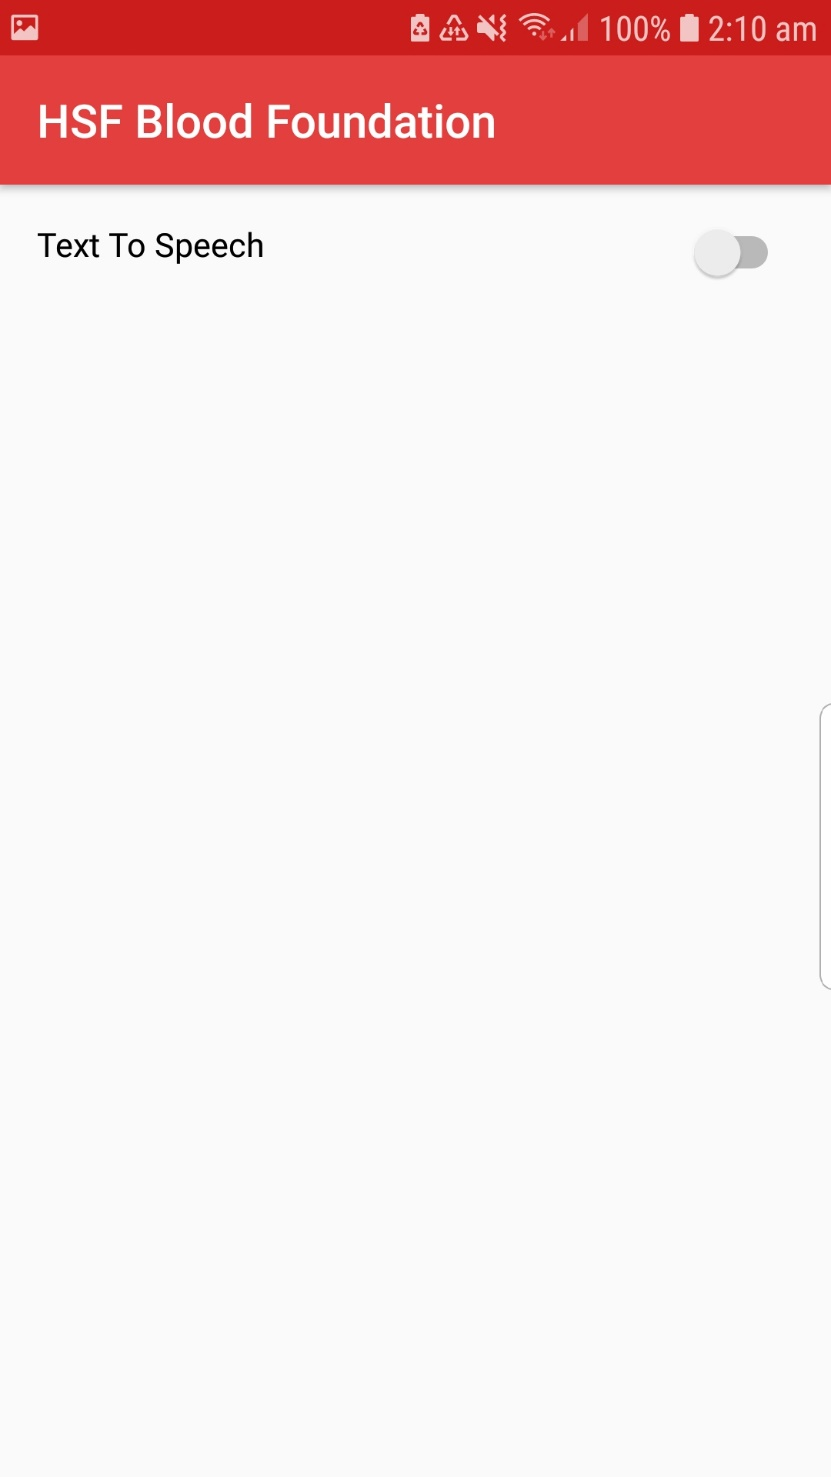 100% 2:10 am
HSF Blood Foundation
Text To Speech